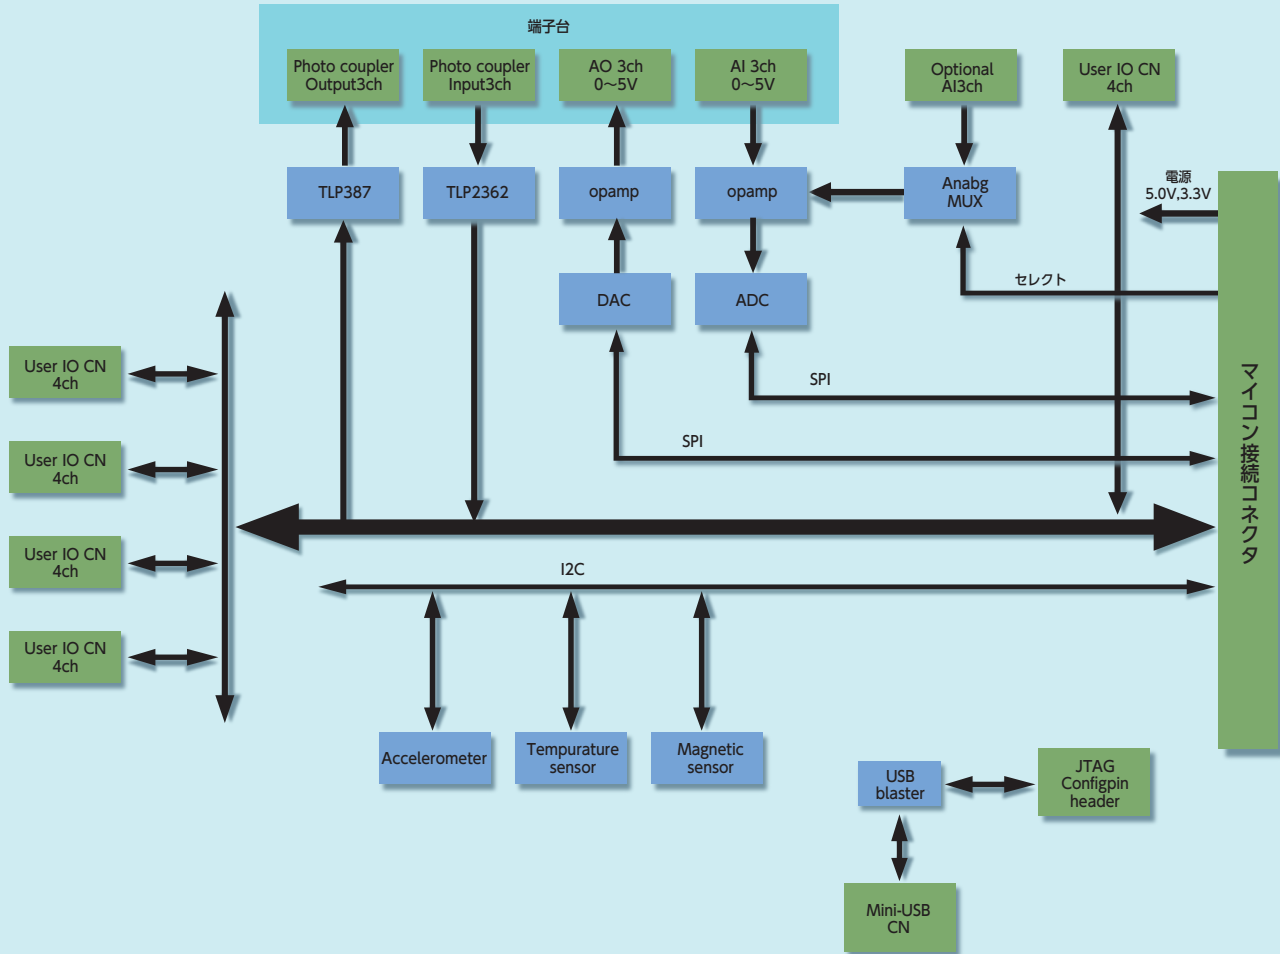 端子台
Photo coupler
Output3ch
Photo coupler
Input3ch
AO 3ch
0〜5V
AI 3ch
0〜5V
Optional
AI3ch
User IO CN
4ch
TLP387
TLP2362
opamp
opamp
Anabg
MUX
電源
5.0V,3.3V
DAC
ADC
セレクト
User IO CN
4ch
SPI
マイコン接続コネクタ
User IO CN
4ch
SPI
User IO CN
4ch
I2C
User IO CN
4ch
Accelerometer
Tempurature
sensor
Magnetic
sensor
USB
blaster
JTAG
Configpin
header
Mini-USB
CN